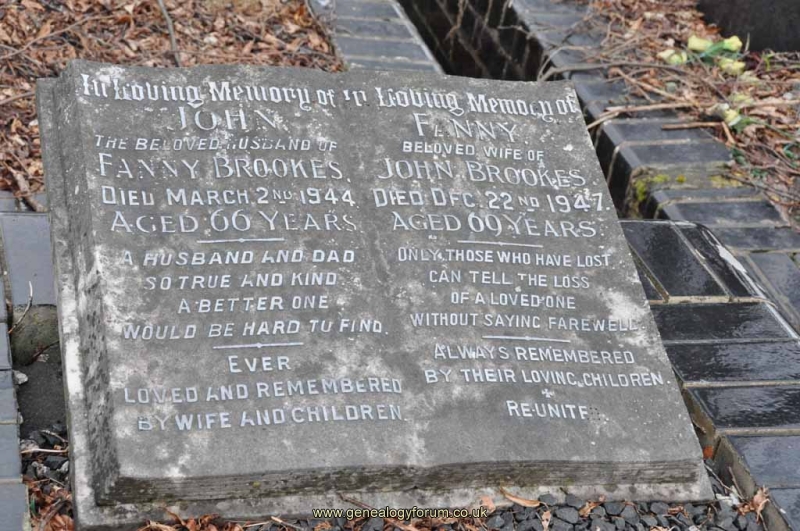 In Loving Memory of
JOHN
THE BELOVED HUSBAND OF
FANNY BROOKES.
DIED MARCH 2ND 1944.
AGED 66 YEARS.
A HUSBAND AND DAD
SO TRUE AND KIND.
A BETTER ONE
WOULD BE HARD TO FIND.
EVER
LOVED AND REMEMBERED
BY WIFE AND CHILDREN.
In Loving Memory of
FANNY
BELOVED WIFE OF
JOHN BROOKES.
DIED DEC. 22ND 1947
AGED 69 YEARS.
ONLY THOSE WHO HAVE LOST
CAN TELL THE LOSS
OF A LOVED ONE
WITHOUT SAYING FAREWELL.
ALWAYS REMEMBERED
BY THEIR LOVING CHILDREN.
RE-UNITE
www.genealogyforum.co.uk